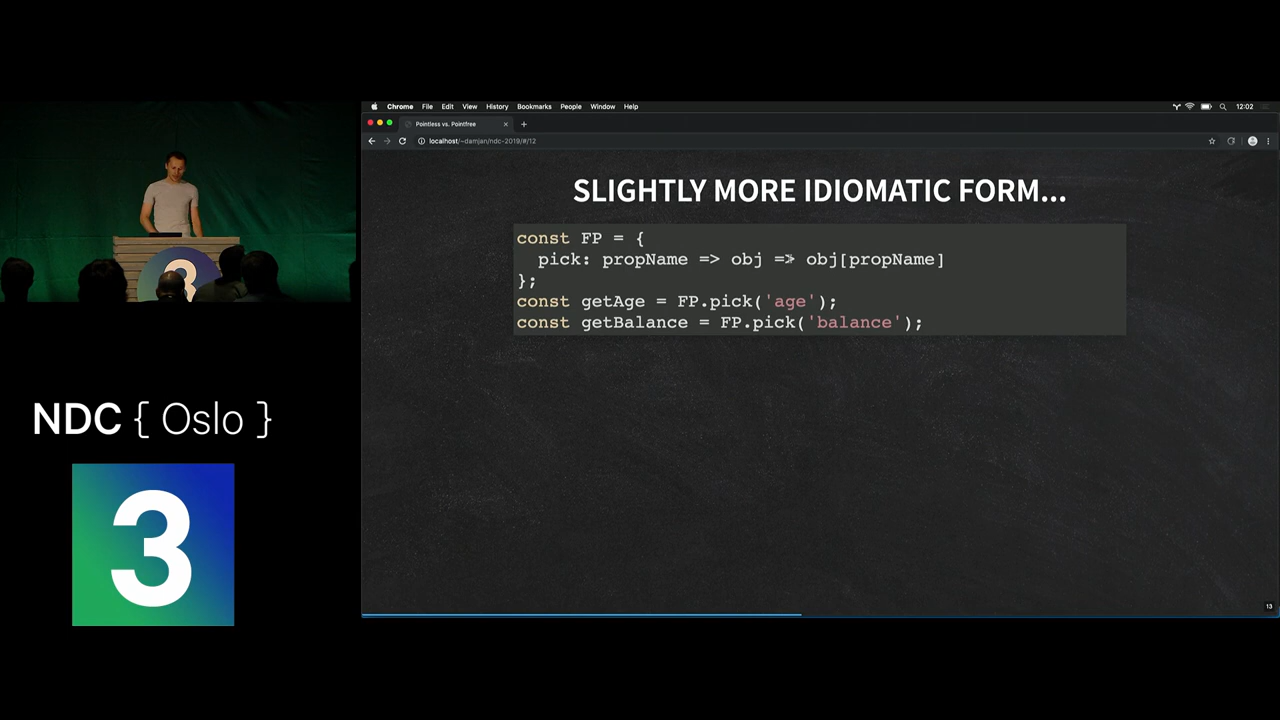 Chrome File Edit View History Bookmarks People Window Help 12:02
Pointless vs. Pointfree
localhost/~damjan/ndc-2019/#/12
SLIGHTLY MORE IDIOMATIC FORM...
const FP = {
pick: propName => obj => obj[propName]
};
const getAge = FP.pick('age');
const getBalance = FP.pick('balance');
13
3
NDC { Oslo }
3